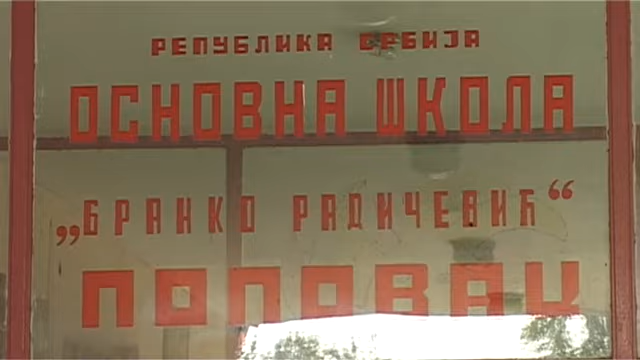 РЕПУБЛИКА СРБИЈА
ОСНОВНА ШКОЛА
„БРАНКО РАДИЧЕВИЋ“
ПОПОВАЦ